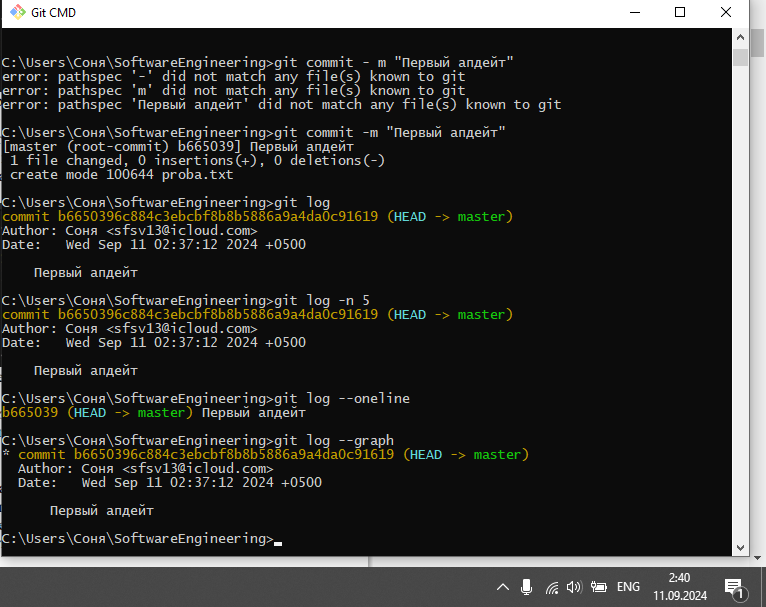 Git CMD
C:\Users\Соня\SoftwareEngineering>git commit - m "Первый апдейт"
error: pathspec '-' did not match any file(s) known to git
error: pathspec 'm' did not match any file(s) known to git
error: pathspec 'Первый апдейт' did not match any file(s) known to git
C:\Users\Соня\SoftwareEngineering>git commit -m "Первый апдейт"
[master (root-commit) b665039] Первый апдейт
1 file changed, 0 insertions(+), 0 deletions(-)
create mode 100644 proba.txt
C:\Users\Соня\SoftwareEngineering>git log
commit b6650396c884c3ebcbf8b8b5886a9a4da0c91619 (HEAD -> master)
Author: Соня <sfsv13@icloud.com>
Date:   Wed Sep 11 02:37:12 2024 +0500
Первый апдейт
C:\Users\Соня\SoftwareEngineering>git log -n 5
commit b6650396c884c3ebcbf8b8b5886a9a4da0c91619 (HEAD -> master)
Author: Соня <sfsv13@icloud.com>
Date:   Wed Sep 11 02:37:12 2024 +0500
Первый апдейт
C:\Users\Соня\SoftwareEngineering>git log --oneline
b665039 (HEAD -> master) Первый апдейт
C:\Users\Соня\SoftwareEngineering>git log --graph
* commit b6650396c884c3ebcbf8b8b5886a9a4da0c91619 (HEAD -> master)
Author: Соня <sfsv13@icloud.com>
Date:   Wed Sep 11 02:37:12 2024 +0500
Первый апдейт
C:\Users\Соня\SoftwareEngineering>
ENG
2:40
11.09.2024
1